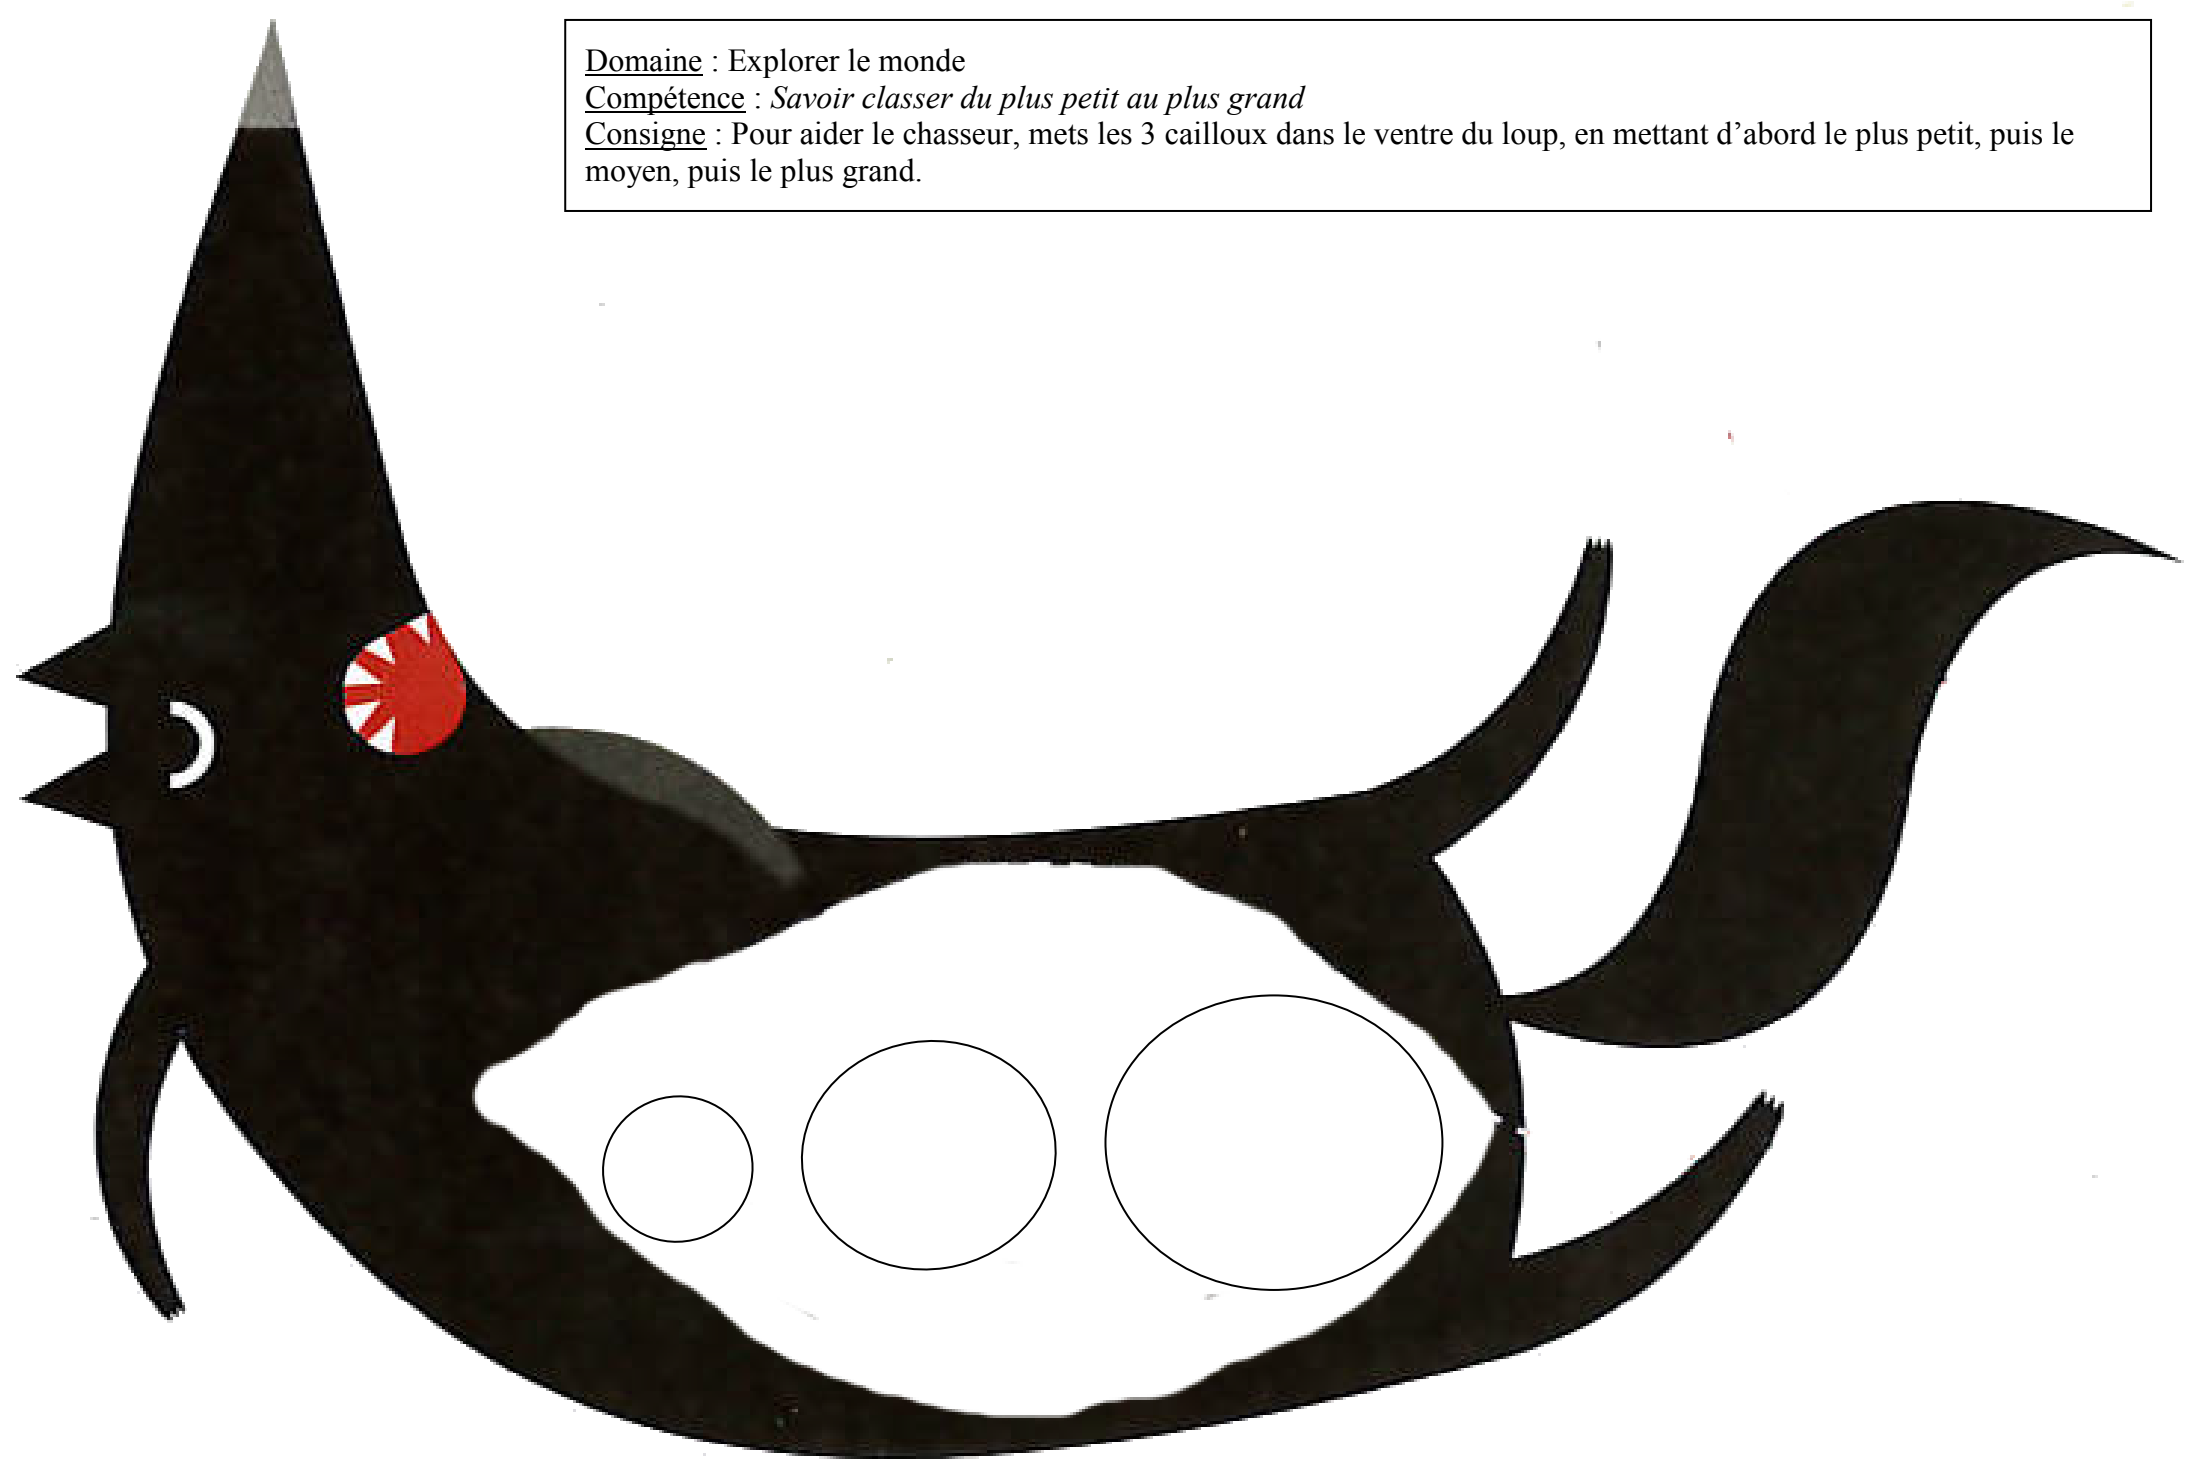 Domaine : Explorer le monde
Compétence : Savoir classer du plus petit au plus grand
Consigne : Pour aider le chasseur, mets les 3 cailloux dans le ventre du loup, en mettant d’abord le plus petit, puis le
moyen, puis le plus grand.